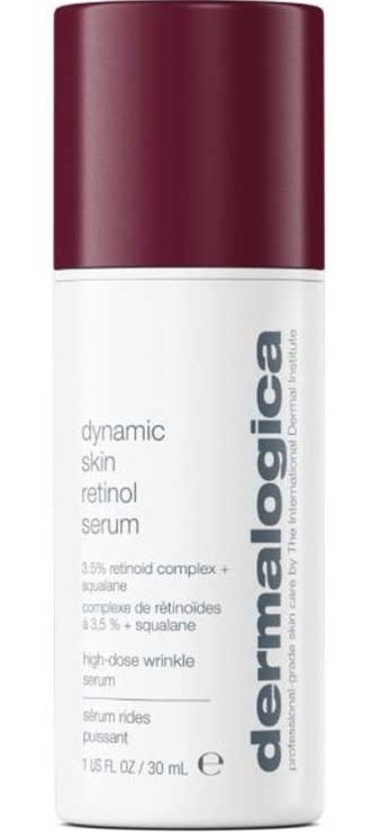 dynamic
skin
retinol
serum
3.5% retinoid complex +
squalane
complexe de rétinoïdes
à 3,5 % + squalane
high-dose wrinkle
serum
sérum rides
puissant
1 US FL OZ / 30 mL ℮
dermalogica
professional-grade skin care by The International Dermal Institute